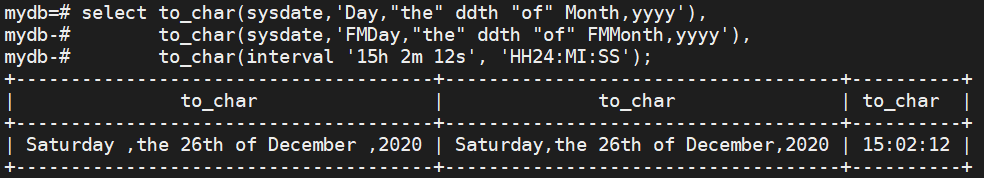 mydb=# select to_char(sysdate,'Day,"the" ddth "of" Month,yyyy'),
mydb-#        to_char(sysdate,'FMDay,"the" ddth "of" FMMonth,yyyy'),
mydb-#        to_char(interval '15h 2m 12s', 'HH24:MI:SS');
+-------------------------------------+-----------------------------------+----------+
|               to_char               |              to_char              | to_char  |
+-------------------------------------+-----------------------------------+----------+
| Saturday ,the 26th of December ,2020 | Saturday,the 26th of December,2020 | 15:02:12 |
+-------------------------------------+-----------------------------------+----------+